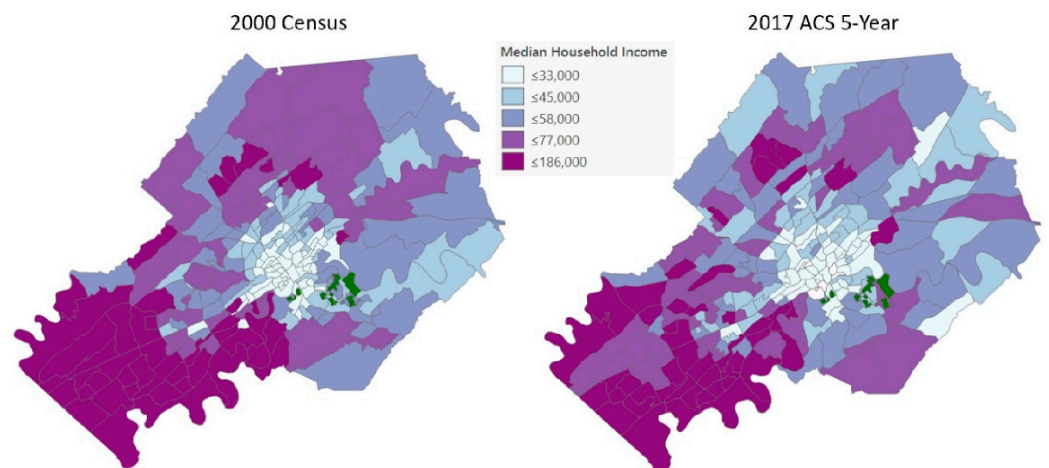 2000 Census
2017 ACS 5-Year
Median Household Income
≤33,000
≤45,000
≤58,000
≤77,000
≤186,000